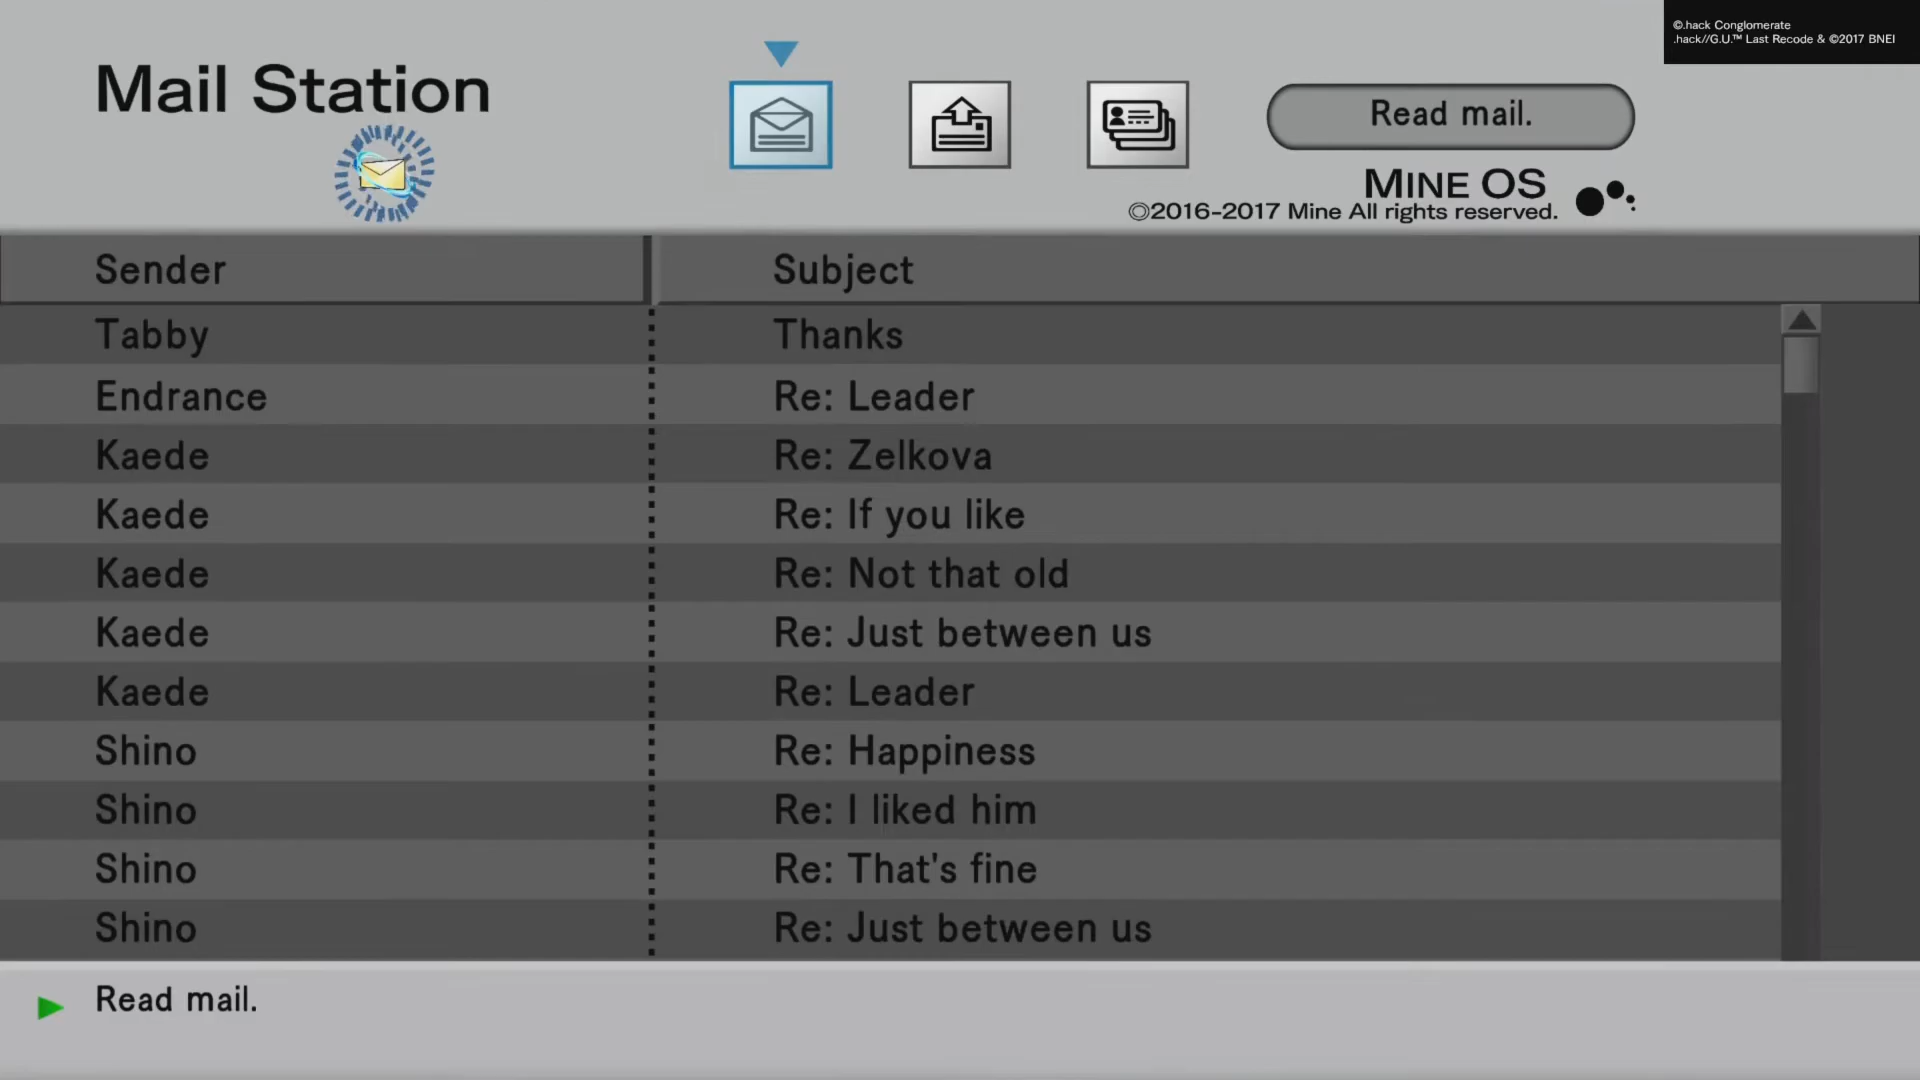 ©.hack Conglomerate
.hack//G.U.™ Last Recode & ©2017 BNEI
Mail Station
Read mail.
MINE OS
©2016-2017 Mine All rights reserved.
Sender Subject
Tabby Thanks
Endrance Re: Leader
Kaede Re: Zelkova
Kaede Re: If you like
Kaede Re: Not that old
Kaede Re: Just between us
Kaede Re: Leader
Shino Re: Happiness
Shino Re: I liked him
Shino Re: That's fine
Shino Re: Just between us
Read mail.